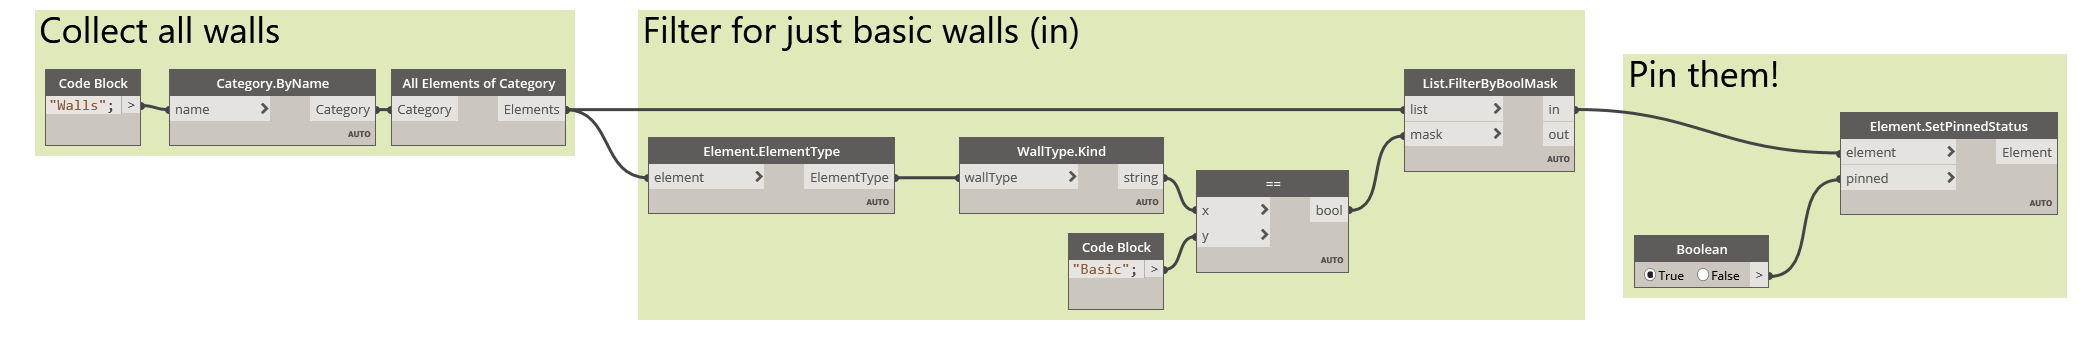 Collect all walls
Code Block
"Walls"; >
Category.ByName
name > Category
AUTO
All Elements of Category
Category Elements
Filter for just basic walls (in)
Element.ElementType
element > ElementType
AUTO
WallType.Kind
wallType > string
AUTO
Code Block
"Basic"; >
==
x > bool
y >
AUTO
List.FilterByBoolMask
list > in
mask > out
AUTO
Pin them!
Element.SetPinnedStatus
element > Element
pinned >
AUTO
Boolean
True False >